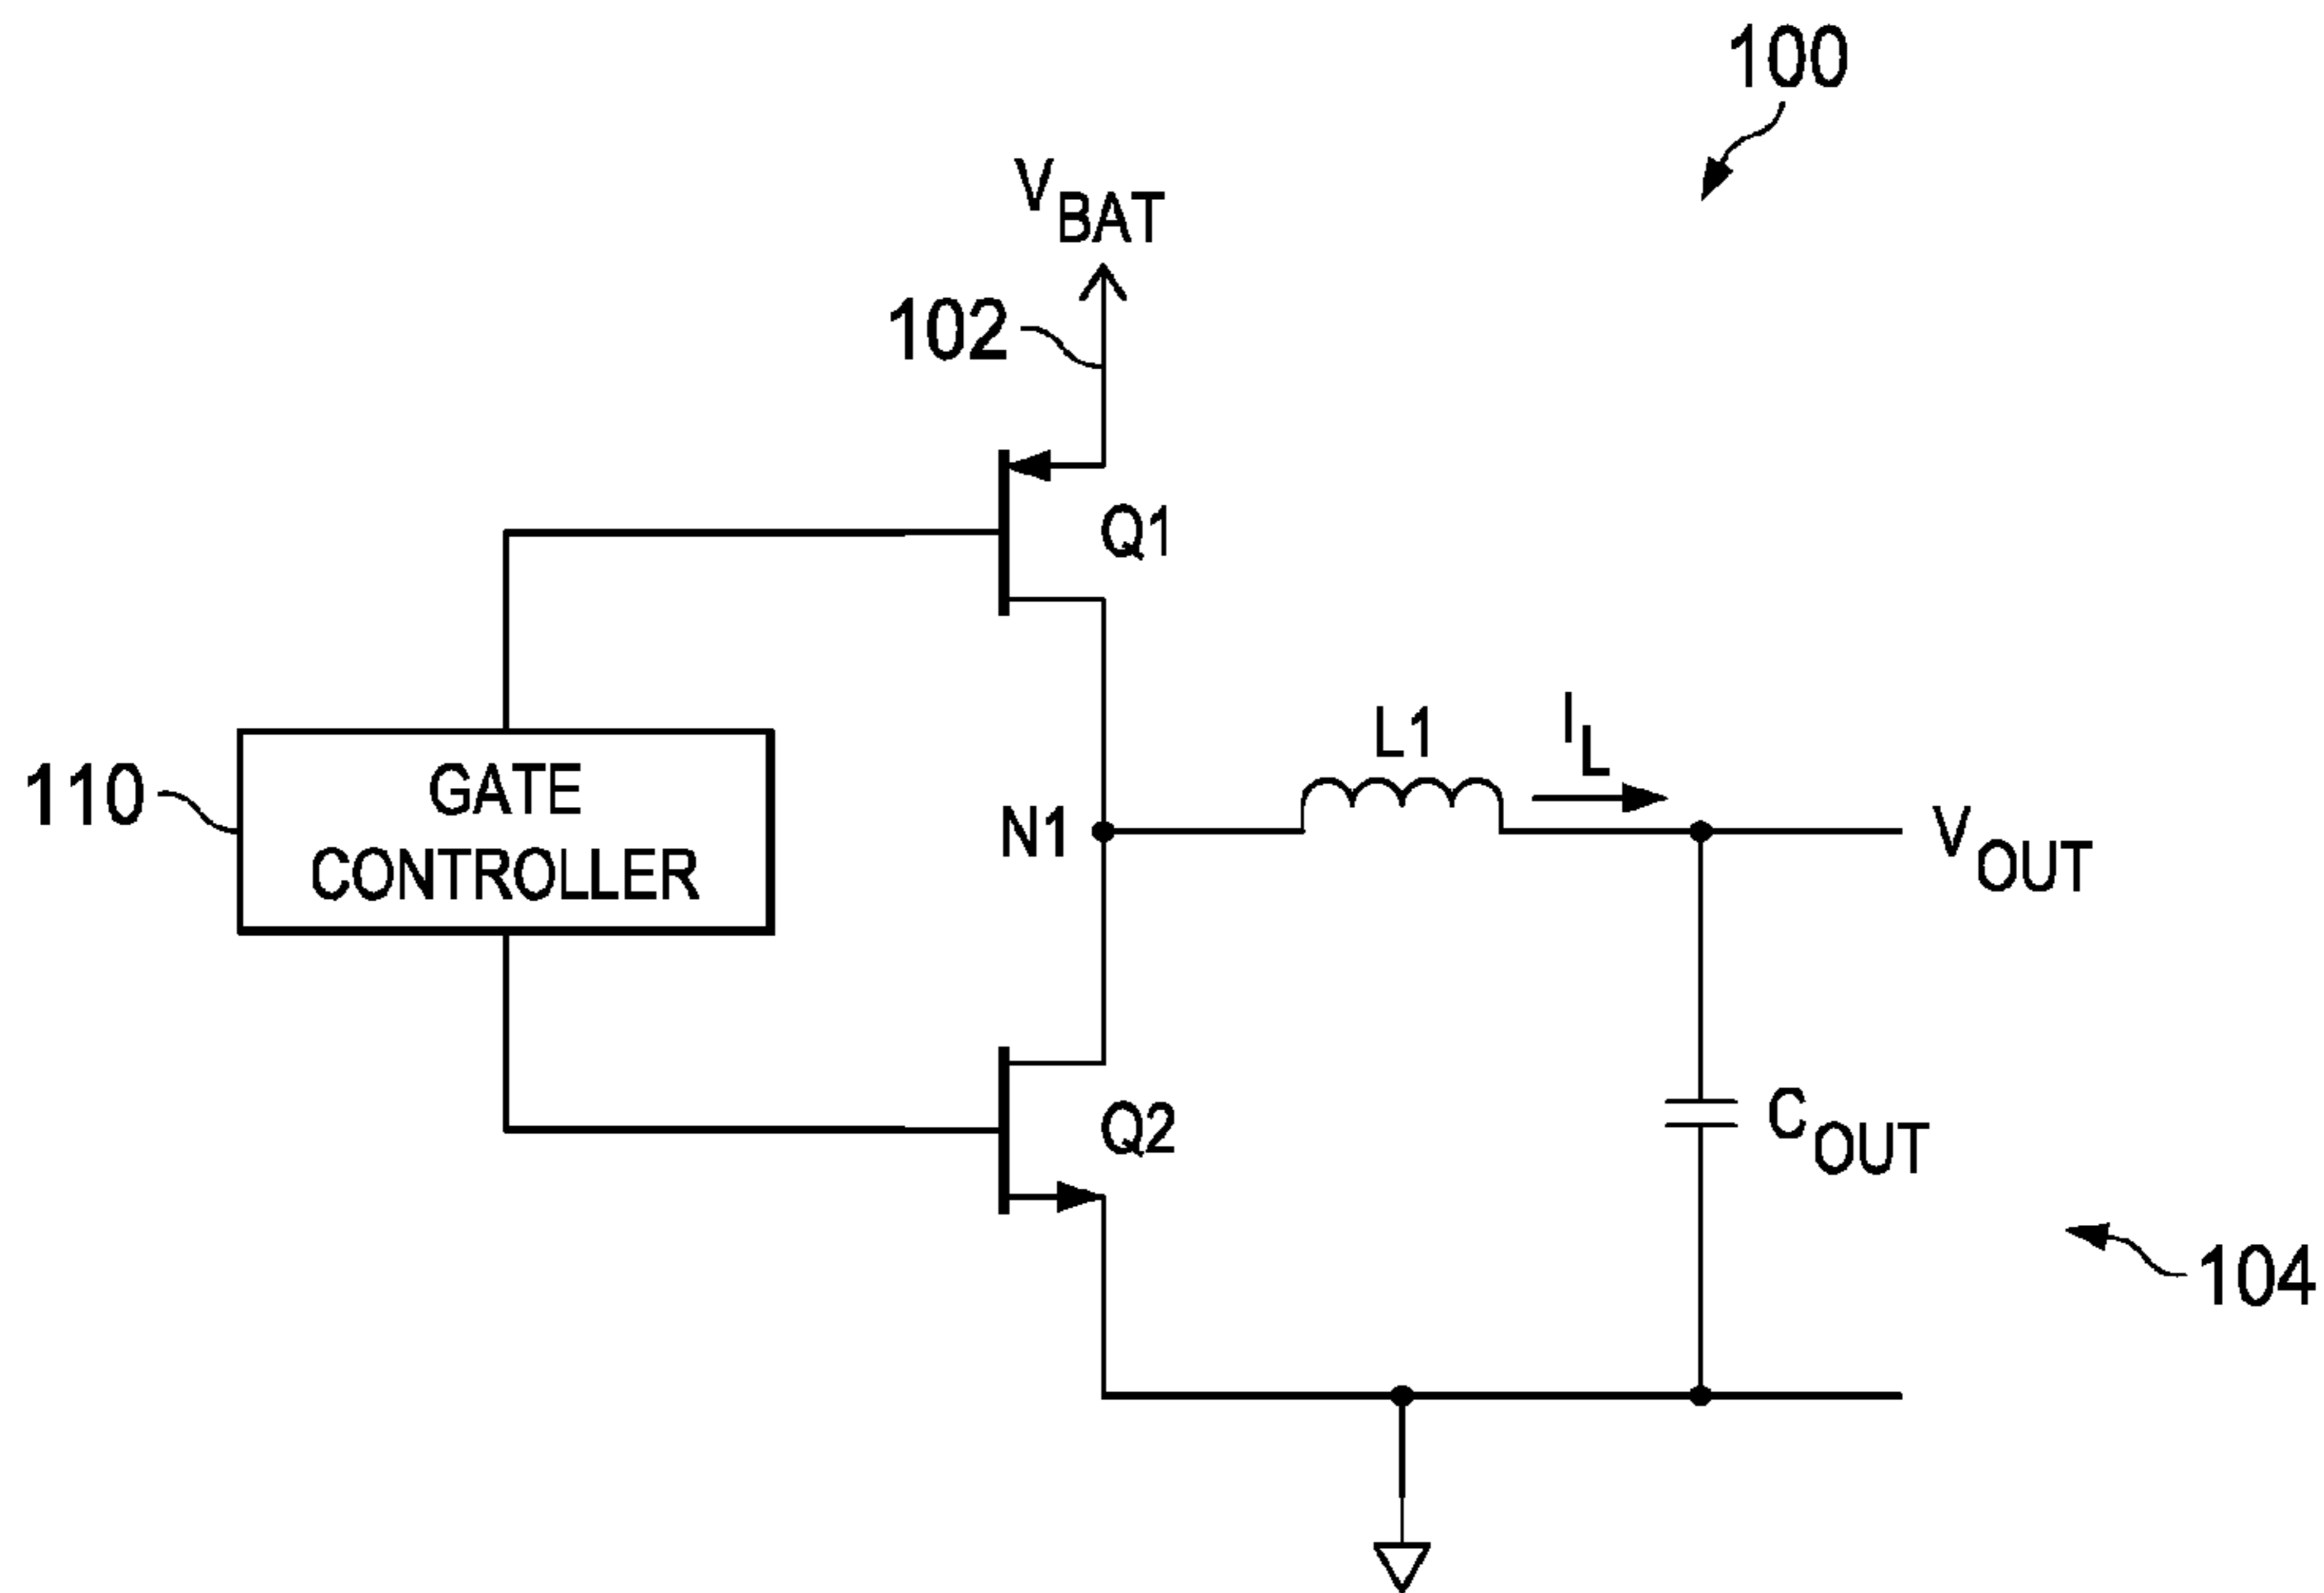 100
VBAT
102
Q1
L1
IL
110
GATE
CONTROLLER
N1
VOUT
Q2
COUT
104